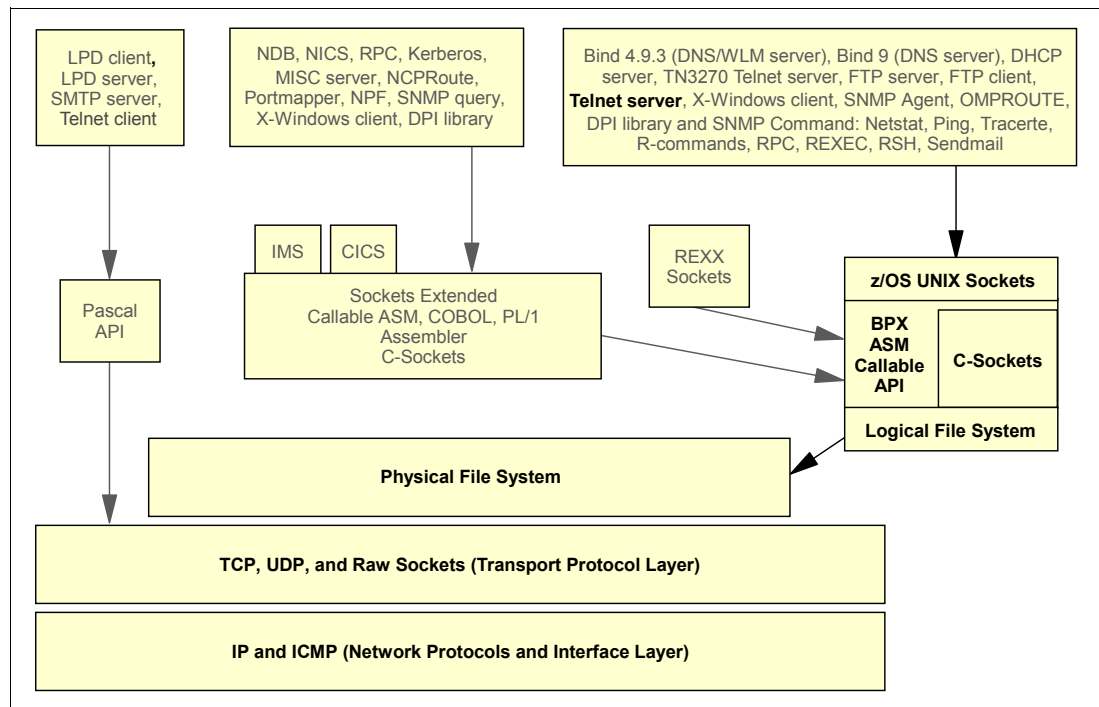 LPD client,
LPD server,
SMTP server,
Telnet client
NDB, NICS, RPC, Kerberos,
MISC server, NCPRoute,
Portmapper, NPF, SNMP query,
X-Windows client, DPI library
Bind 4.9.3 (DNS/WLM server), Bind 9 (DNS server), DHCP
server, TN3270 Telnet server, FTP server, FTP client,
Telnet server, X-Windows client, SNMP Agent, OMPROUTE,
DPI library and SNMP Command: Netstat, Ping, Tracerte,
R-commands, RPC, REXEC, RSH, Sendmail
IMS
CICS
REXX
Sockets
Pascal
API
Sockets Extended
Callable ASM, COBOL, PL/1
Assembler
C-Sockets
z/OS UNIX Sockets
BPX
ASM
Callable
API
C-Sockets
Logical File System
Physical File System
TCP, UDP, and Raw Sockets (Transport Protocol Layer)
IP and ICMP (Network Protocols and Interface Layer)